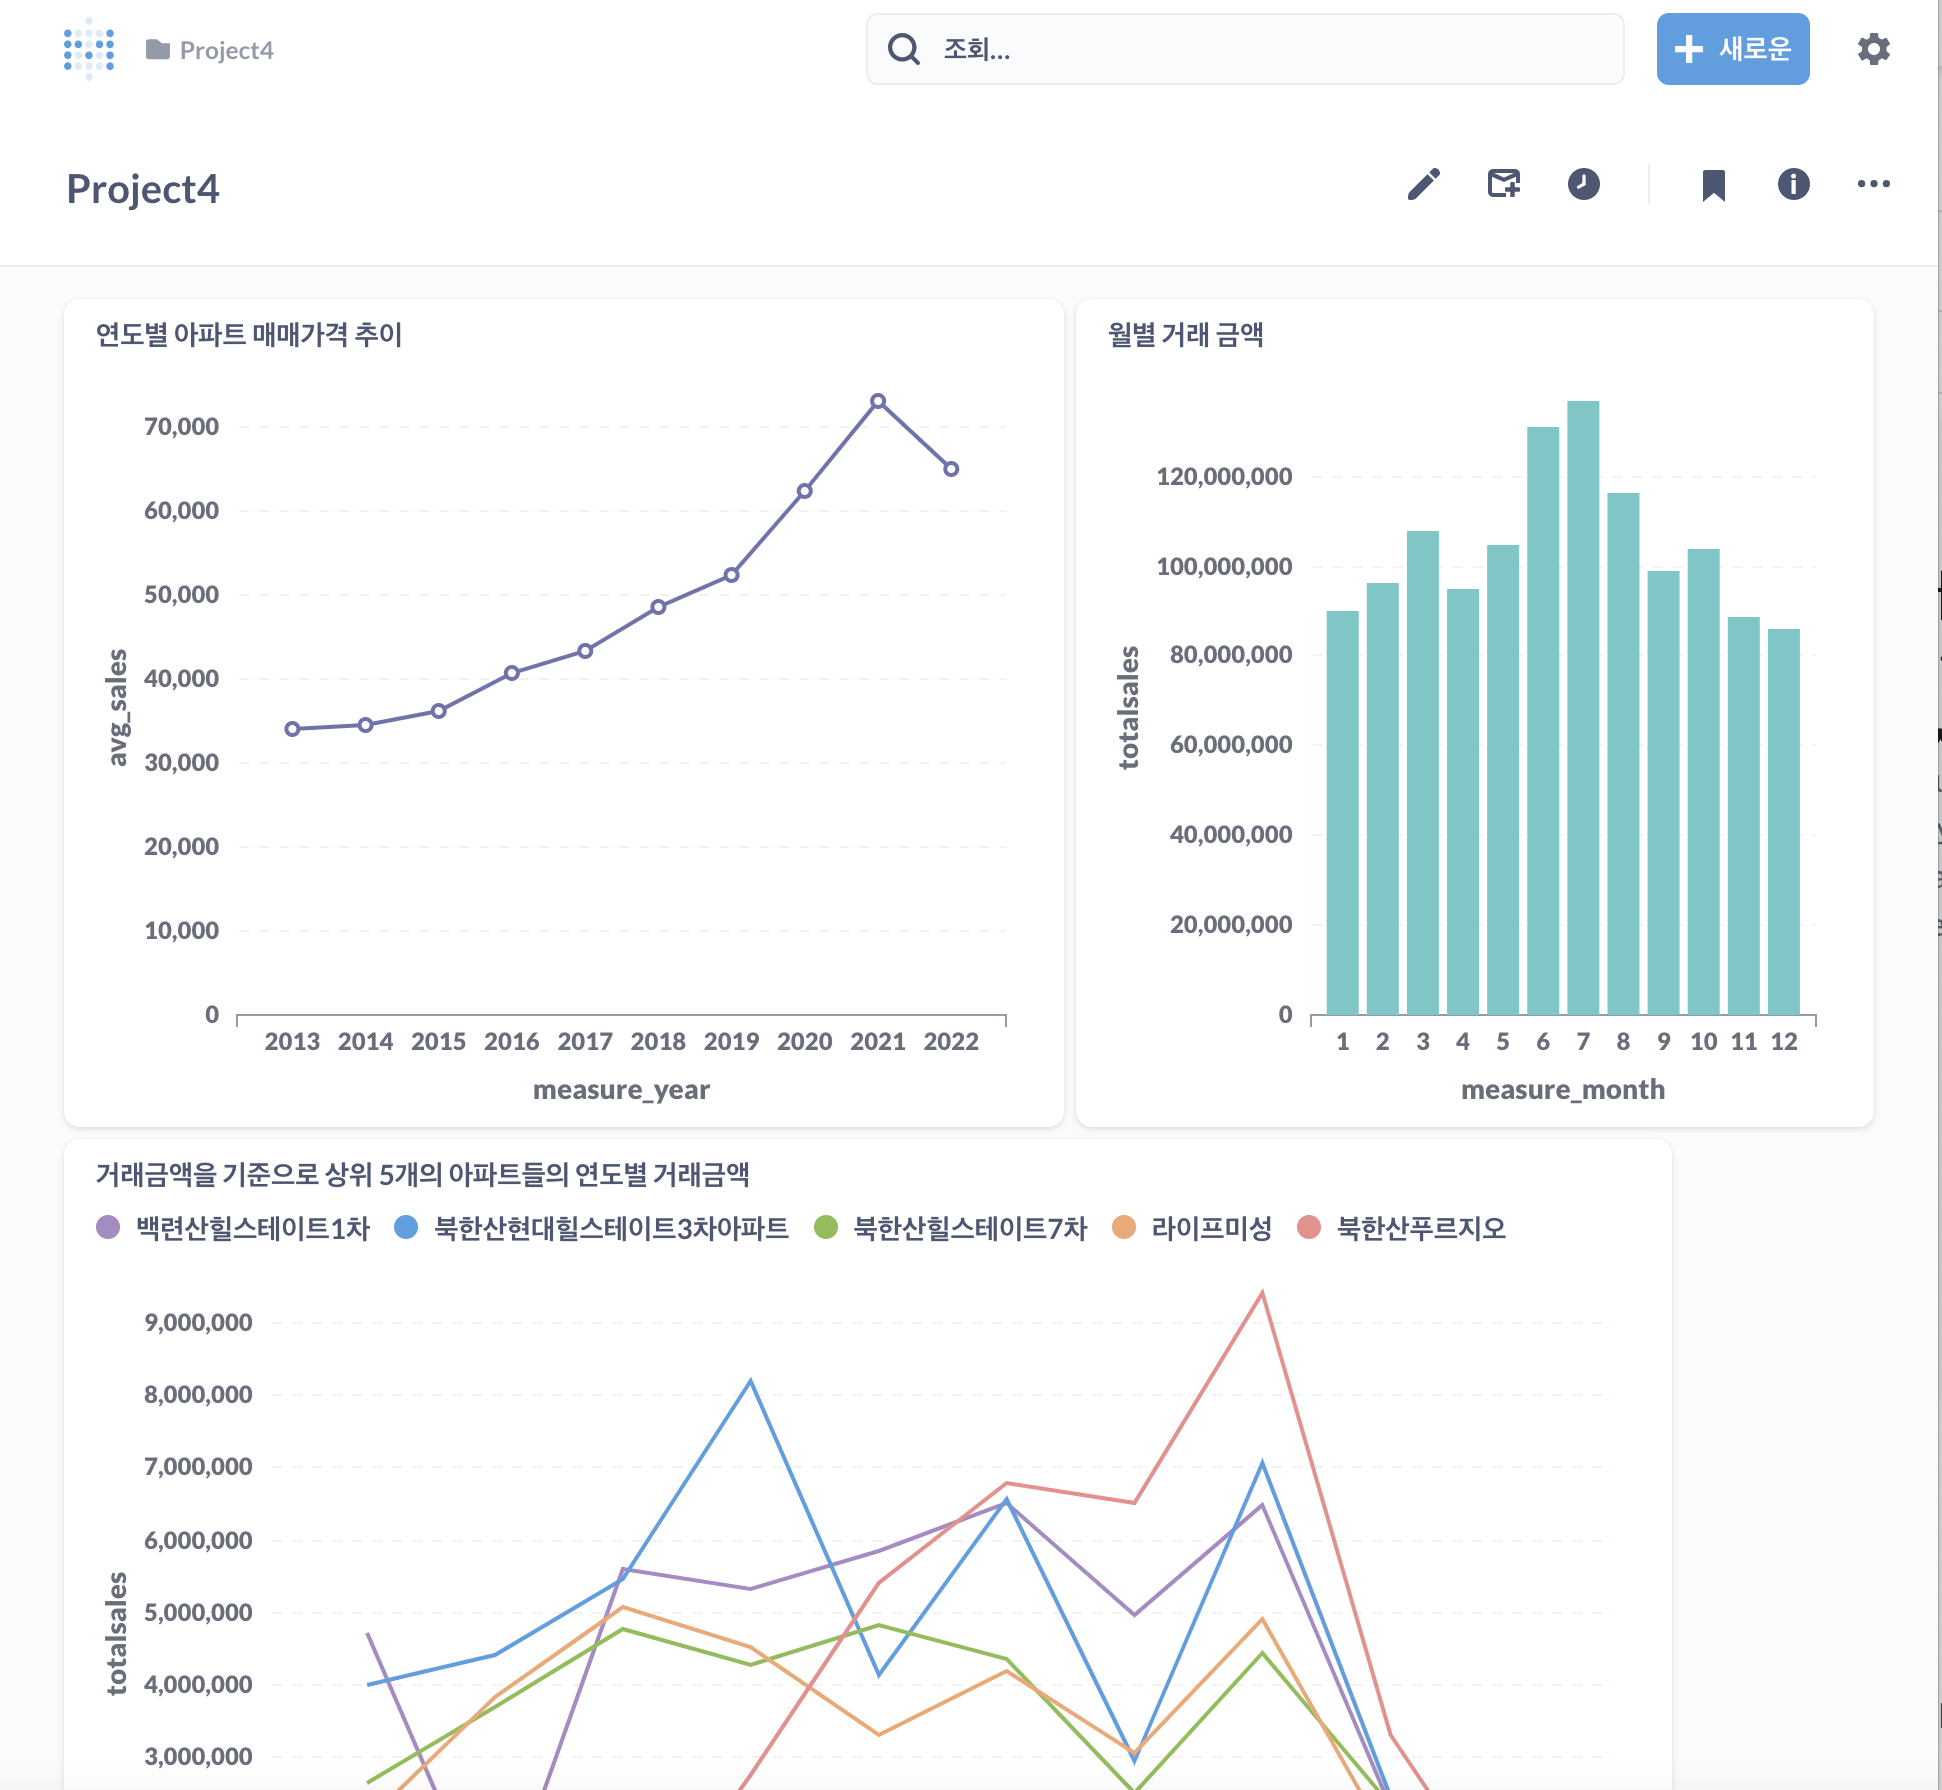 Project4
조회...
새로운
Project4
연도별 아파트 매매가격 추이
avg_sales
70,000
60,000
50,000
40,000
30,000
20,000
10,000
0
2013 2014 2015 2016 2017 2018 2019 2020 2021 2022
measure_year
월별 거래 금액
totalsales
120,000,000
100,000,000
80,000,000
60,000,000
40,000,000
20,000,000
0
1 2 3 4 5 6 7 8 9 10 11 12
measure_month
거래금액을 기준으로 상위 5개의 아파트들의 연도별 거래금액
백련산힐스테이트1차 북한산현대힐스테이트3차아파트 북한산힐스테이트7차 라이프미성 북한산푸르지오
totalsales
9,000,000
8,000,000
7,000,000
6,000,000
5,000,000
4,000,000
3,000,000